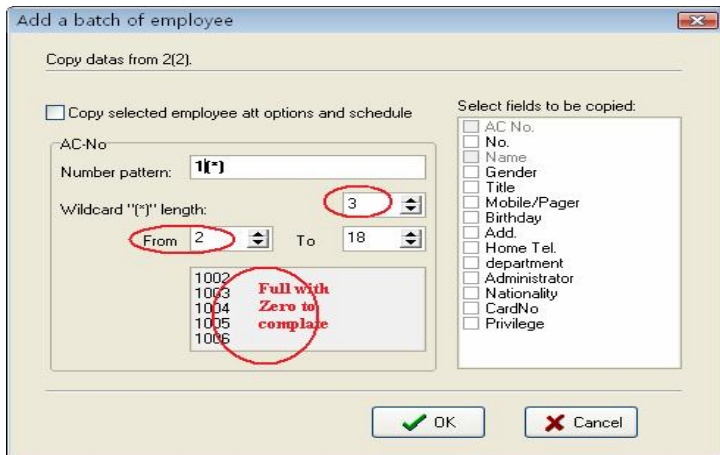 Add a batch of employee
Copy datas from 2(2).
Copy selected employee att options and schedule
AC-No
Number pattern: 1(*)
Wildcard "(*)" length: 3
From 2 To 18
1002
1003
1004
1005
1006
Full with
Zero to
complate
Select fields to be copied:
AC No.
No.
Name
Gender
Title
Mobile/Pager
Birthday
Add.
Home Tel.
department
Administrator
Nationality
CardNo
Privilege
OK Cancel